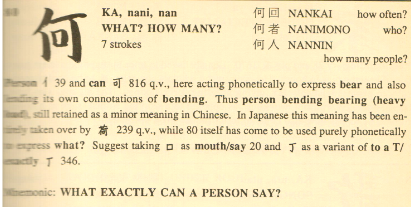 何 KA, nani, nan 何回 NANKAI how often?
WHAT? HOW MANY? 何者 NANIMONO who?
7 strokes 何人 NANNIN
how many people?
Person 亻 39 and can 可 816 q.v., here acting phonetically to express bear and also
lending its own connotations of bending. Thus person bending bearing (heavy
load), still retained as a minor meaning in Chinese. In Japanese this meaning has been en-
tirely taken over by 荷 239 q.v., while 80 itself has come to be used purely phonetically
to express what? Suggest taking 口 as mouth/say 20 and 丁 as a variant of to a T/
exactly 丁 346.
Mnemonic: WHAT EXACTLY CAN A PERSON SAY?